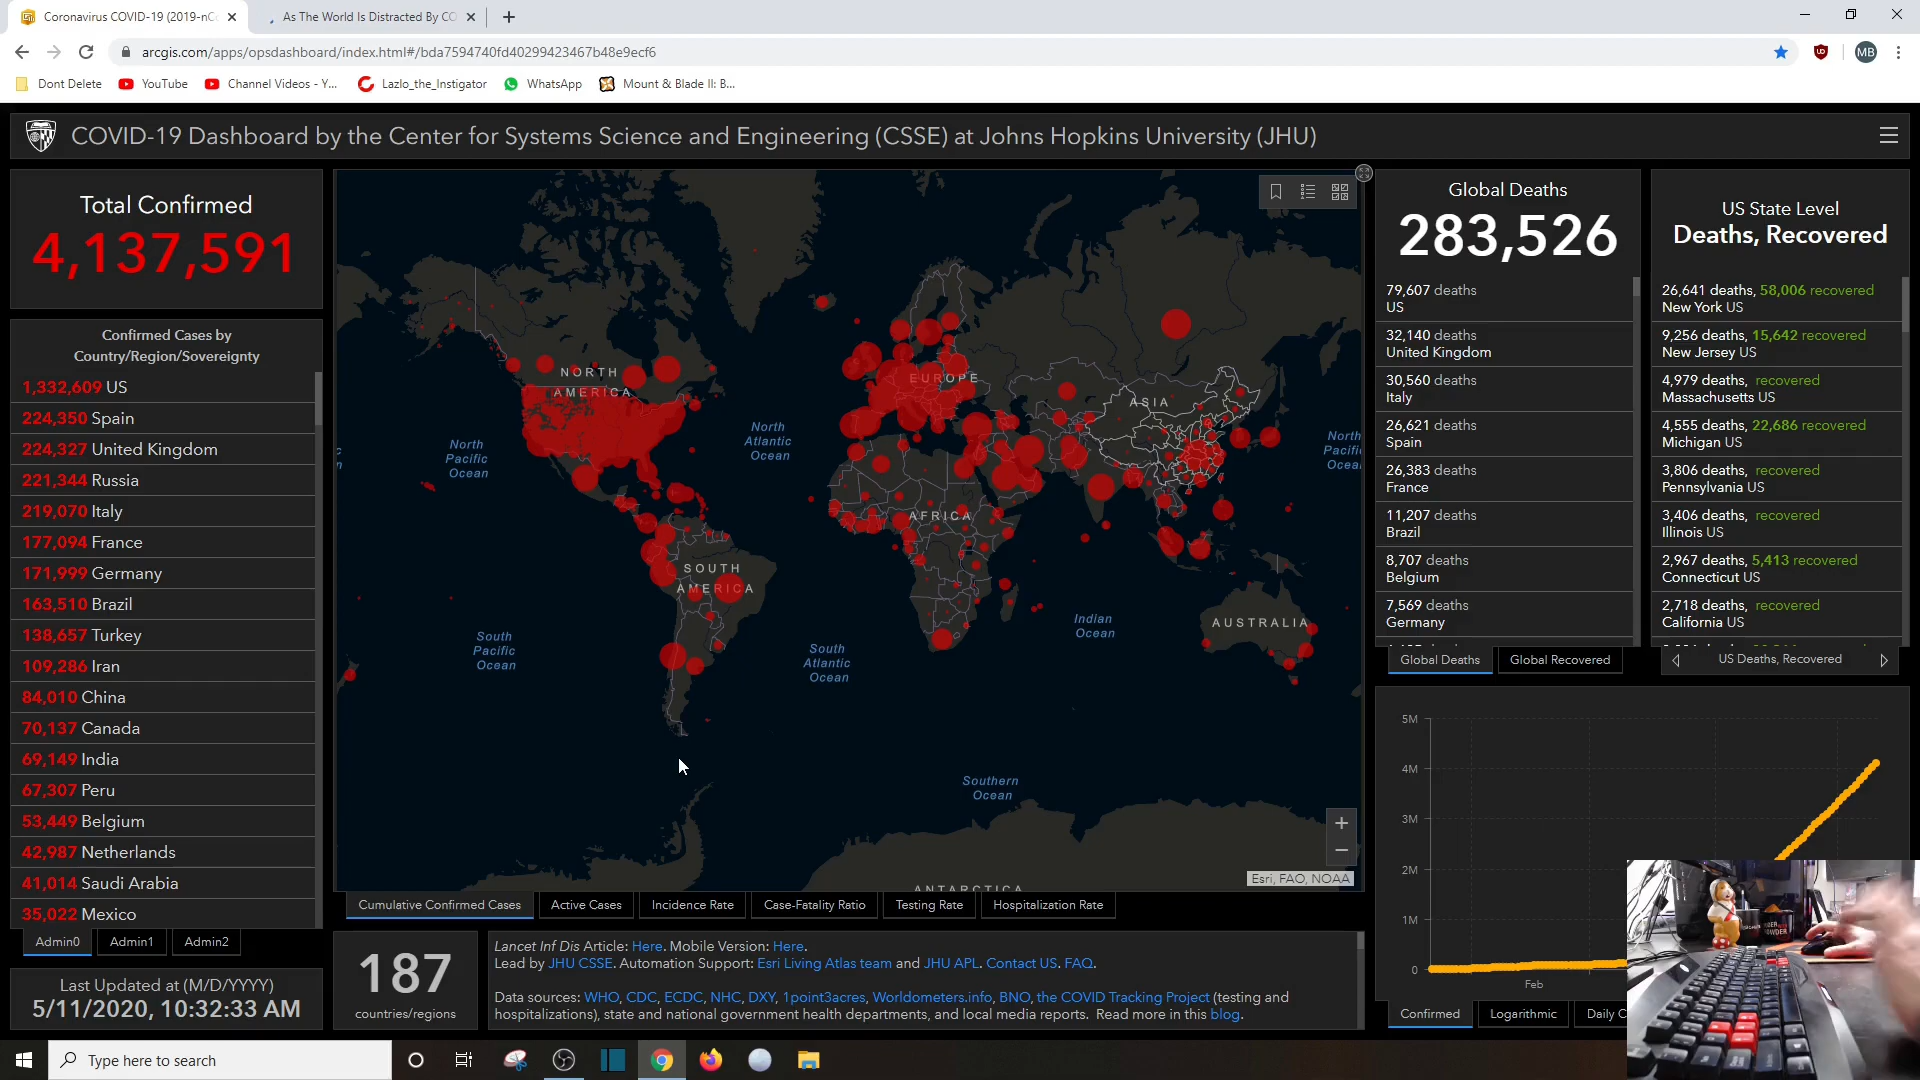 Coronavirus COVID-19 (2019-nC
As The World Is Distracted By CO
arcgis.com/apps/opsdashboard/index.html#/bda7594740fd40299423467b48e9ecf6
MB
Dont Delete
YouTube
Channel Videos - Y...
Lazlo_the_Instigator
WhatsApp
Mount & Blade II: B...
COVID-19 Dashboard by the Center for Systems Science and Engineering (CSSE) at Johns Hopkins University (JHU)
Total Confirmed
4,137,591
Confirmed Cases by
Country/Region/Sovereignty
1,332,609 US
224,350 Spain
224,327 United Kingdom
221,344 Russia
219,070 Italy
177,094 France
171,999 Germany
163,510 Brazil
138,657 Turkey
109,286 Iran
84,010 China
70,137 Canada
69,149 India
67,307 Peru
53,449 Belgium
42,987 Netherlands
41,014 Saudi Arabia
35,022 Mexico
Admin0
Admin1
Admin2
Last Updated at (M/D/YYYY)
5/11/2020, 10:32:33 AM
NORTH
AMERICA
EUROPE
ASIA
North
Atlantic
Ocean
North
Pacific
Ocean
North
Pacific
Ocea
AFRICA
SOUTH
AMERICA
AUSTRALIA
Indian
Ocean
South
Pacific
Ocean
South
Atlantic
Ocean
Southern
Ocean
ANTARCTICA
Esri, FAO, NOAA
Cumulative Confirmed Cases
Active Cases
Incidence Rate
Case-Fatality Ratio
Testing Rate
Hospitalization Rate
187
countries/regions
Lancet Inf Dis Article: Here. Mobile Version: Here.
Lead by JHU CSSE. Automation Support: Esri Living Atlas team and JHU APL. Contact US. FAQ.
Data sources: WHO, CDC, ECDC, NHC, DXY, 1point3acres, Worldometers.info, BNO, the COVID Tracking Project (testing and
hospitalizations), state and national government health departments, and local media reports. Read more in this blog.
Global Deaths
283,526
79,607 deaths
US
32,140 deaths
United Kingdom
30,560 deaths
Italy
26,621 deaths
Spain
26,383 deaths
France
11,207 deaths
Brazil
8,707 deaths
Belgium
7,569 deaths
Germany
Global Deaths
Global Recovered
US State Level
Deaths, Recovered
26,641 deaths, 58,006 recovered
New York US
9,256 deaths, 15,642 recovered
New Jersey US
4,979 deaths, recovered
Massachusetts US
4,555 deaths, 22,686 recovered
Michigan US
3,806 deaths, recovered
Pennsylvania US
3,406 deaths, recovered
Illinois US
2,967 deaths, 5,413 recovered
Connecticut US
2,718 deaths, recovered
California US
US Deaths, Recovered
5M
4M
3M
2M
1M
0
Feb
Confirmed
Logarithmic
Daily C
Type here to search